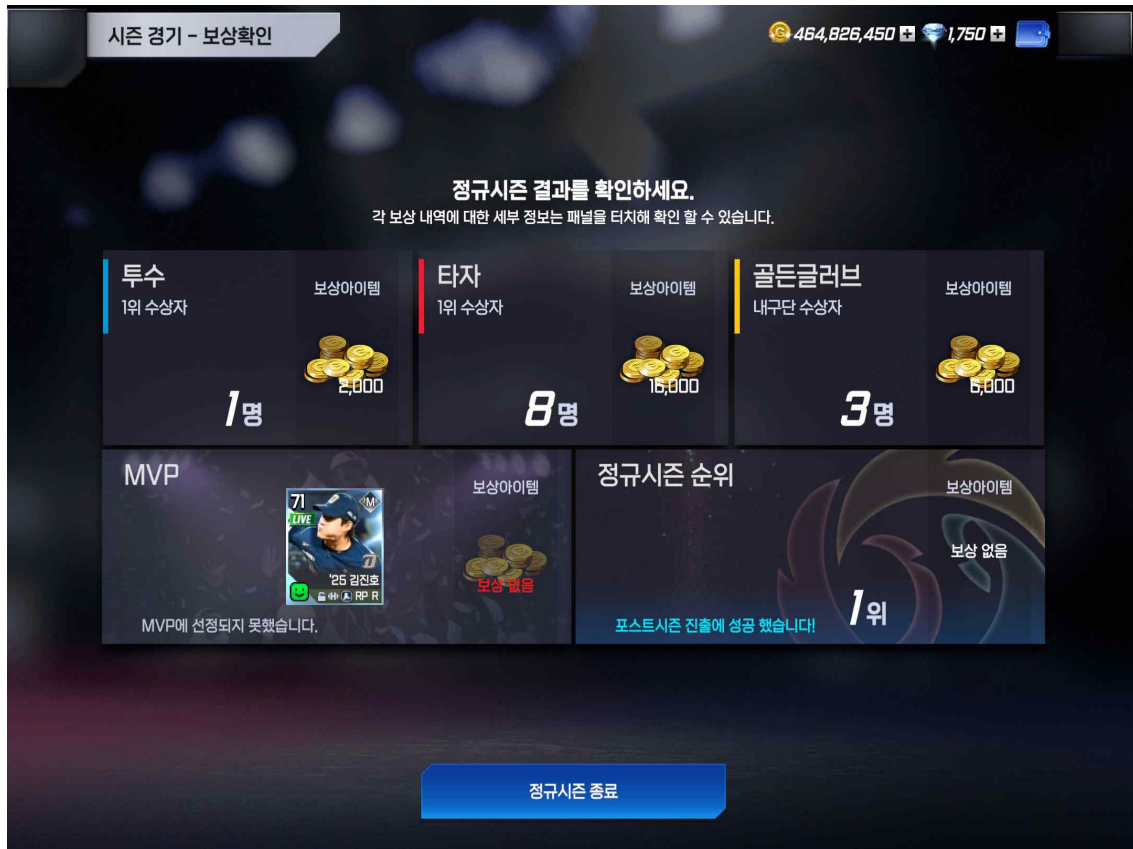 시즌 경기 - 보상확인
464,826,450
1,750
정규시즌 결과를 확인하세요.
각 보상 내역에 대한 세부 정보는 패널을 터치해 확인 할 수 있습니다.
투수
1위 수상자
보상아이템
2,000
1명
타자
1위 수상자
보상아이템
16,000
8명
골든글러브
내구단 수상자
보상아이템
6,000
3명
MVP
71
M
LIVE
'25 김진호
RP R
보상아이템
보상 없음
MVP에 선정되지 못했습니다.
정규시즌 순위
보상아이템
보상 없음
1위
포스트시즌 진출에 성공 했습니다!
정규시즌 종료